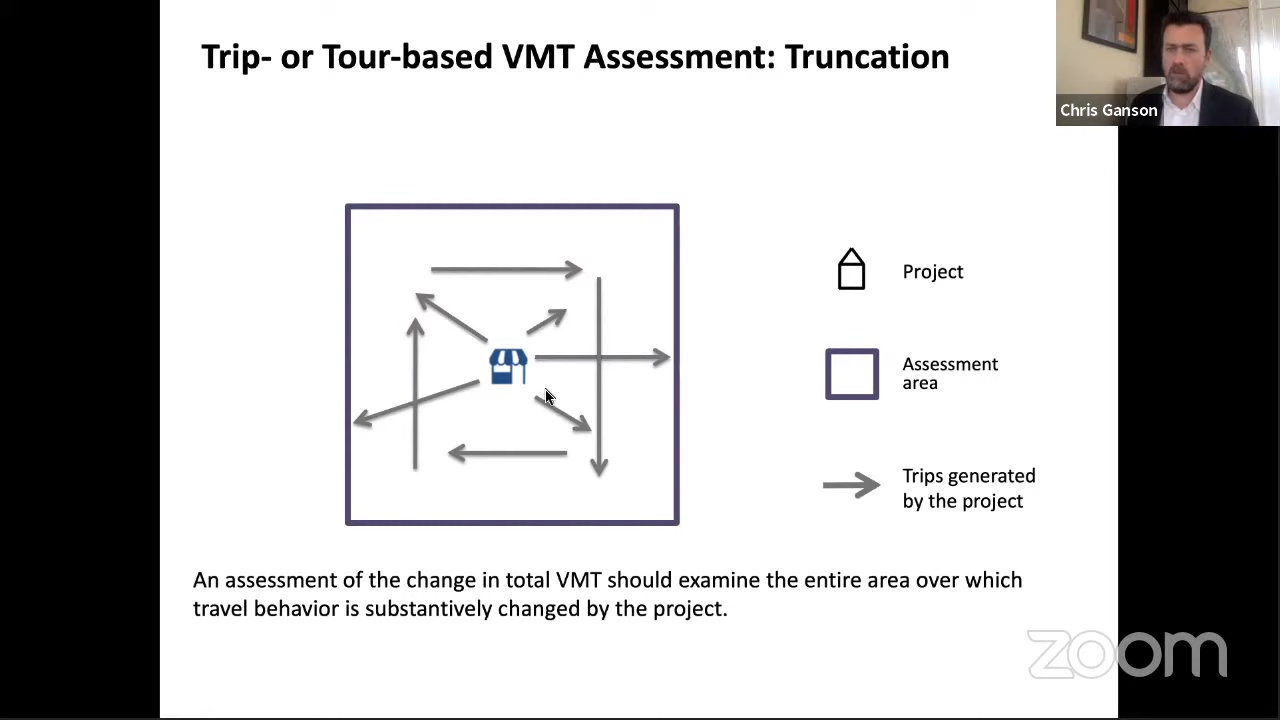 Trip- or Tour-based VMT Assessment: Truncation
Chris Ganson
Project
Assessment
area
Trips generated
by the project
An assessment of the change in total VMT should examine the entire area over which
travel behavior is substantively changed by the project.
zoom